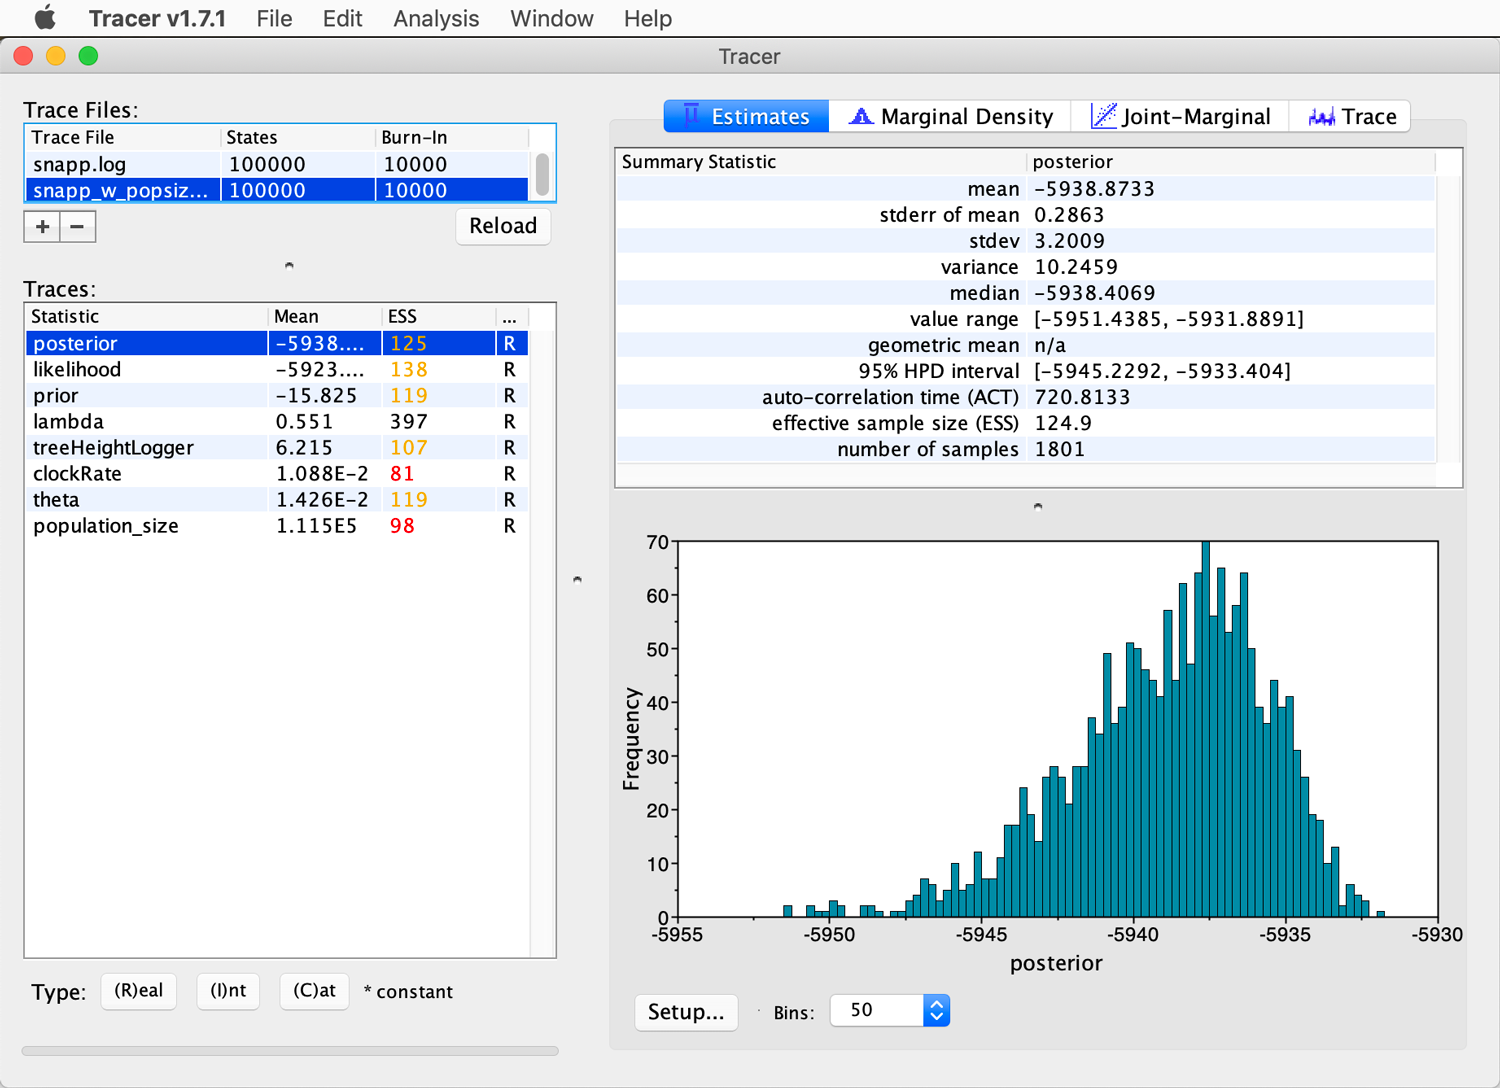 Tracer v1.7.1 File Edit Analysis Window Help
Tracer
Trace Files:
Trace File States Burn-In
snapp.log 100000 10000
snapp_w_popsiz... 100000 10000
+ −
Reload
Traces:
Statistic Mean ESS ...
posterior -5938.... 125 R
likelihood -5923.... 138 R
prior -15.825 119 R
lambda 0.551 397 R
treeHeightLogger 6.215 107 R
clockRate 1.088E-2 81 R
theta 1.426E-2 119 R
population_size 1.115E5 98 R
Type: (R)eal (I)nt (C)at * constant
Estimates Marginal Density Joint-Marginal Trace
Summary Statistic posterior
mean -5938.8733
stderr of mean 0.2863
stdev 3.2009
variance 10.2459
median -5938.4069
value range [-5951.4385, -5931.8891]
geometric mean n/a
95% HPD interval [-5945.2292, -5933.404]
auto-correlation time (ACT) 720.8133
effective sample size (ESS) 124.9
number of samples 1801
Frequency
70
60
50
40
30
20
10
0
-5955 -5950 -5945 -5940 -5935 -5930
posterior
Setup... Bins: 50